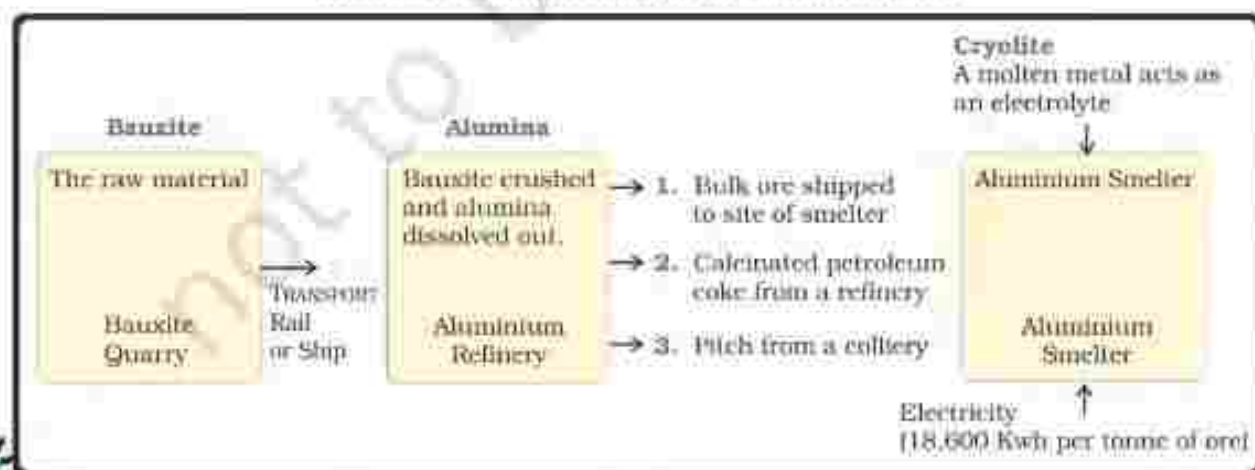 Cryolite
A molten metal acts as
an electrolyte
Bauxite
The raw material
Bauxite
Quarry
TRANSPORT
Rail
or Ship
Alumina
Bauxite crushed
and alumina
dissolved out.
Aluminium
Refinery
→ 1. Bulk ore shipped
to site of smelter
→ 2. Calcinated petroleum
coke from a refinery
→ 3. Pitch from a colliery
Aluminium Smelter
Aluminium
Smelter
Electricity
(18,600 Kwh per tonne of ore)
not to b